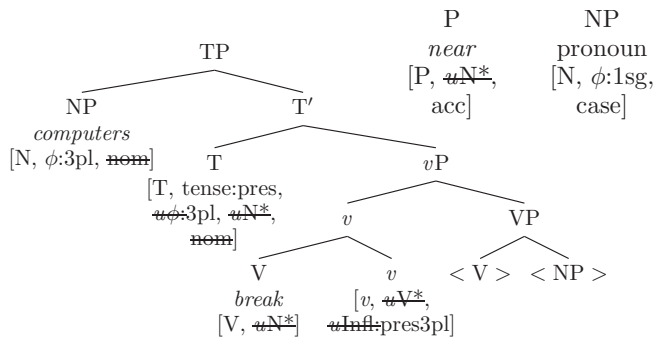 P NP
TP near pronoun
[P, uN*, [N, ϕ:1sg,
NP T′ acc] case]
computers
[N, ϕ:3pl, nom] T vP
[T, tense:pres,
uϕ:3pl, uN*, v VP
nom]
V v < V > < NP >
break [v, uV*,
[V, uN*] uInfl:pres3pl]